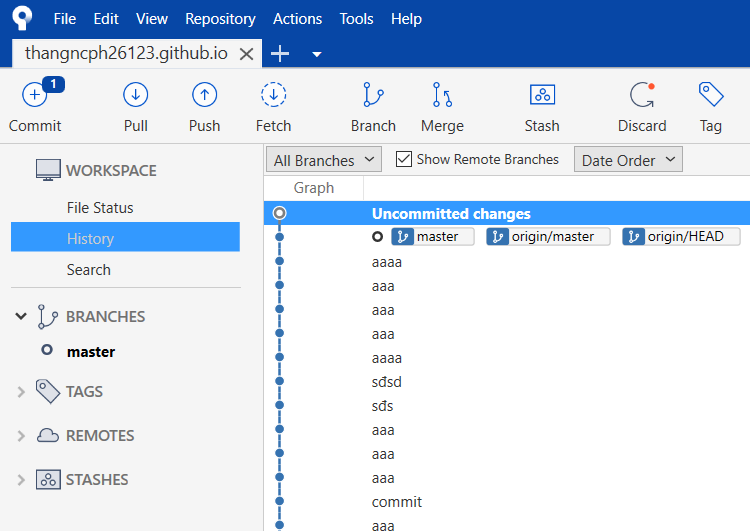 File Edit View Repository Actions Tools Help
thangncph26123.github.io
1
Commit Pull Push Fetch Branch Merge Stash Discard Tag
WORKSPACE
File Status
History
Search
BRANCHES
master
TAGS
REMOTES
STASHES
All Branches Show Remote Branches Date Order
Graph
Uncommitted changes
master origin/master origin/HEAD
aaaa
aaa
aaa
aaa
aaaa
sđsd
sđs
aaa
aaa
aaa
commit
aaa